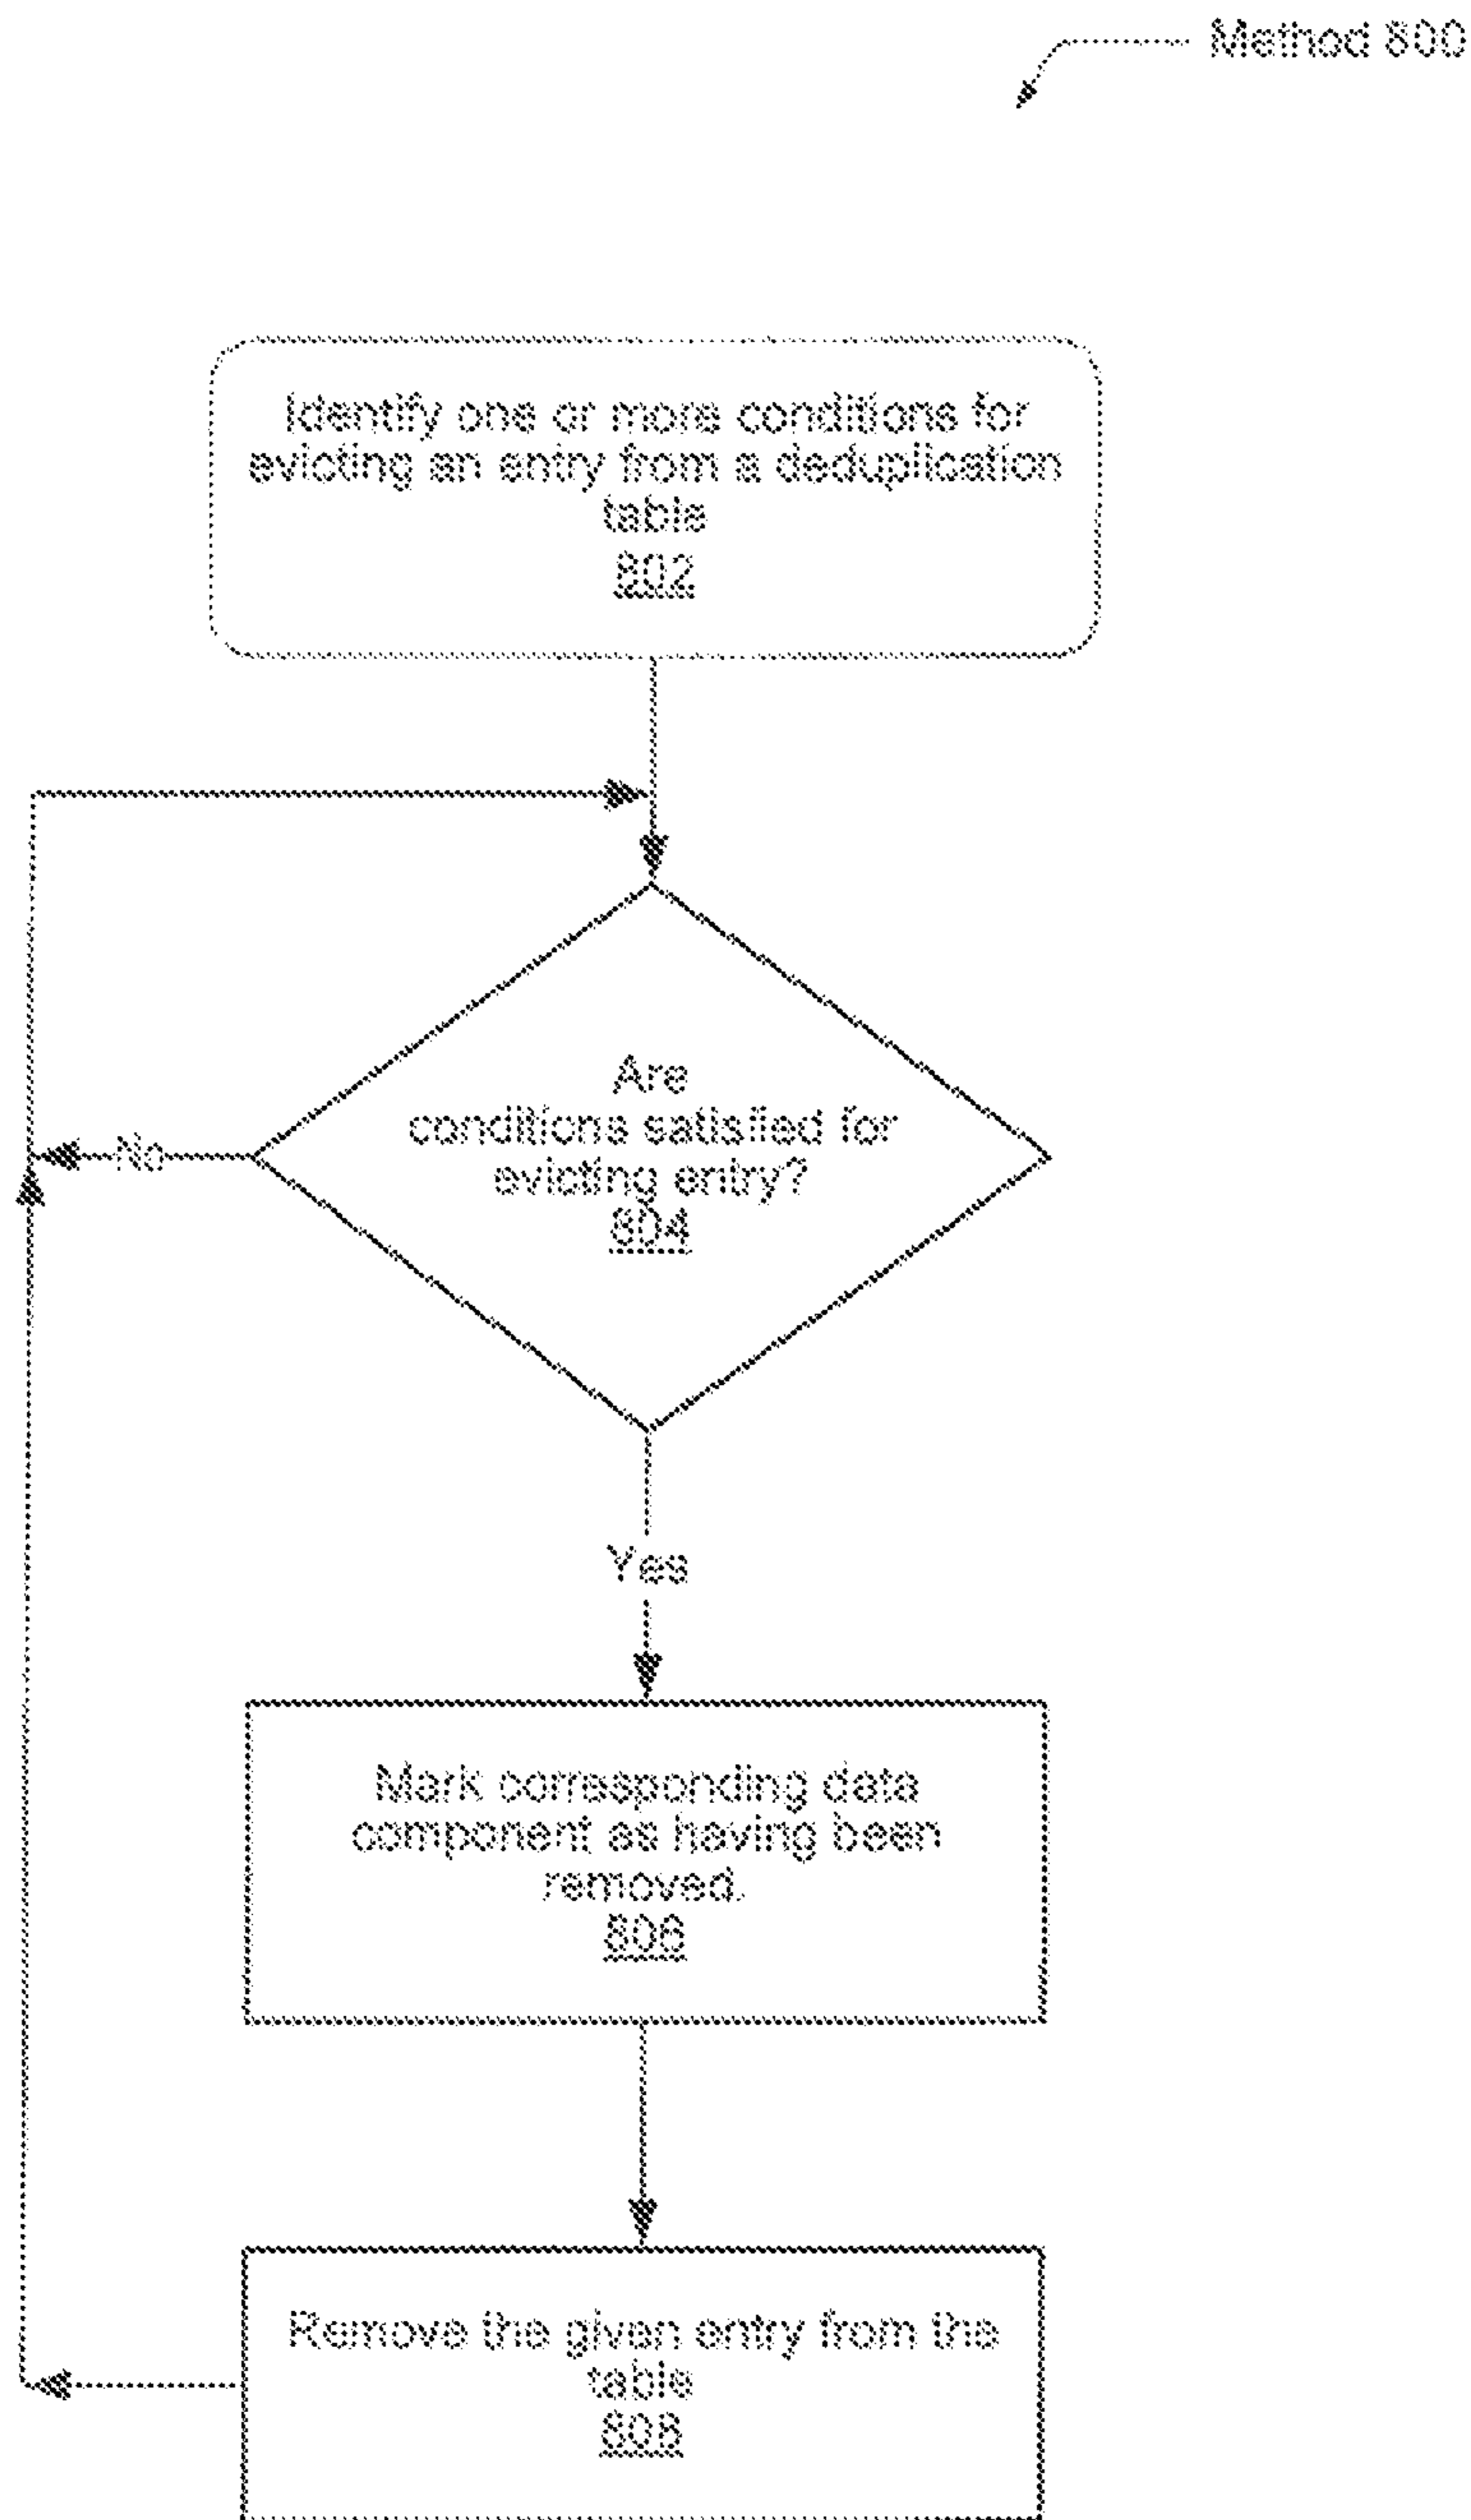 Method 800
Identify one or more conditions for
evicting an entry from a deduplication
table
802
Are
conditions satisfied for
evicting entry?
804
No
Yes
Mark corresponding data
component as having been
removed.
806
Remove the given entry from the
table
808